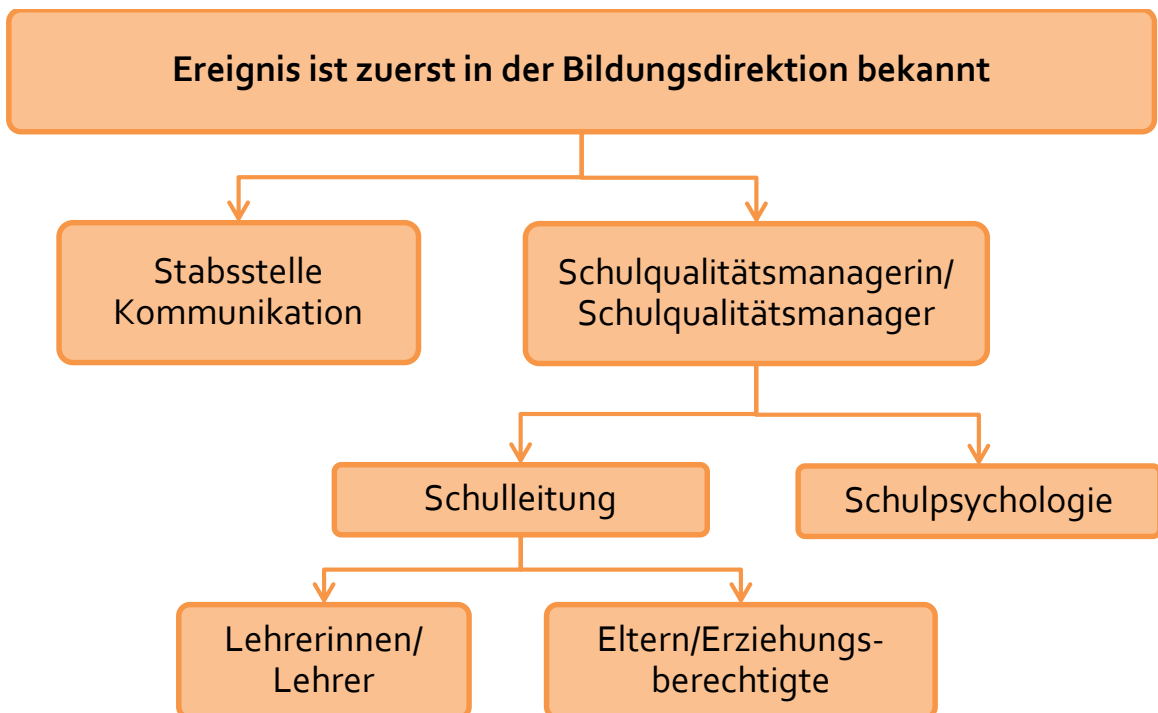 Ereignis ist zuerst in der Bildungsdirektion bekannt
Stabsstelle
Kommunikation
Schulqualitätsmanagerin/
Schulqualitätsmanager
Schulleitung
Schulpsychologie
Lehrerinnen/
Lehrer
Eltern/Erziehungs-
berechtigte